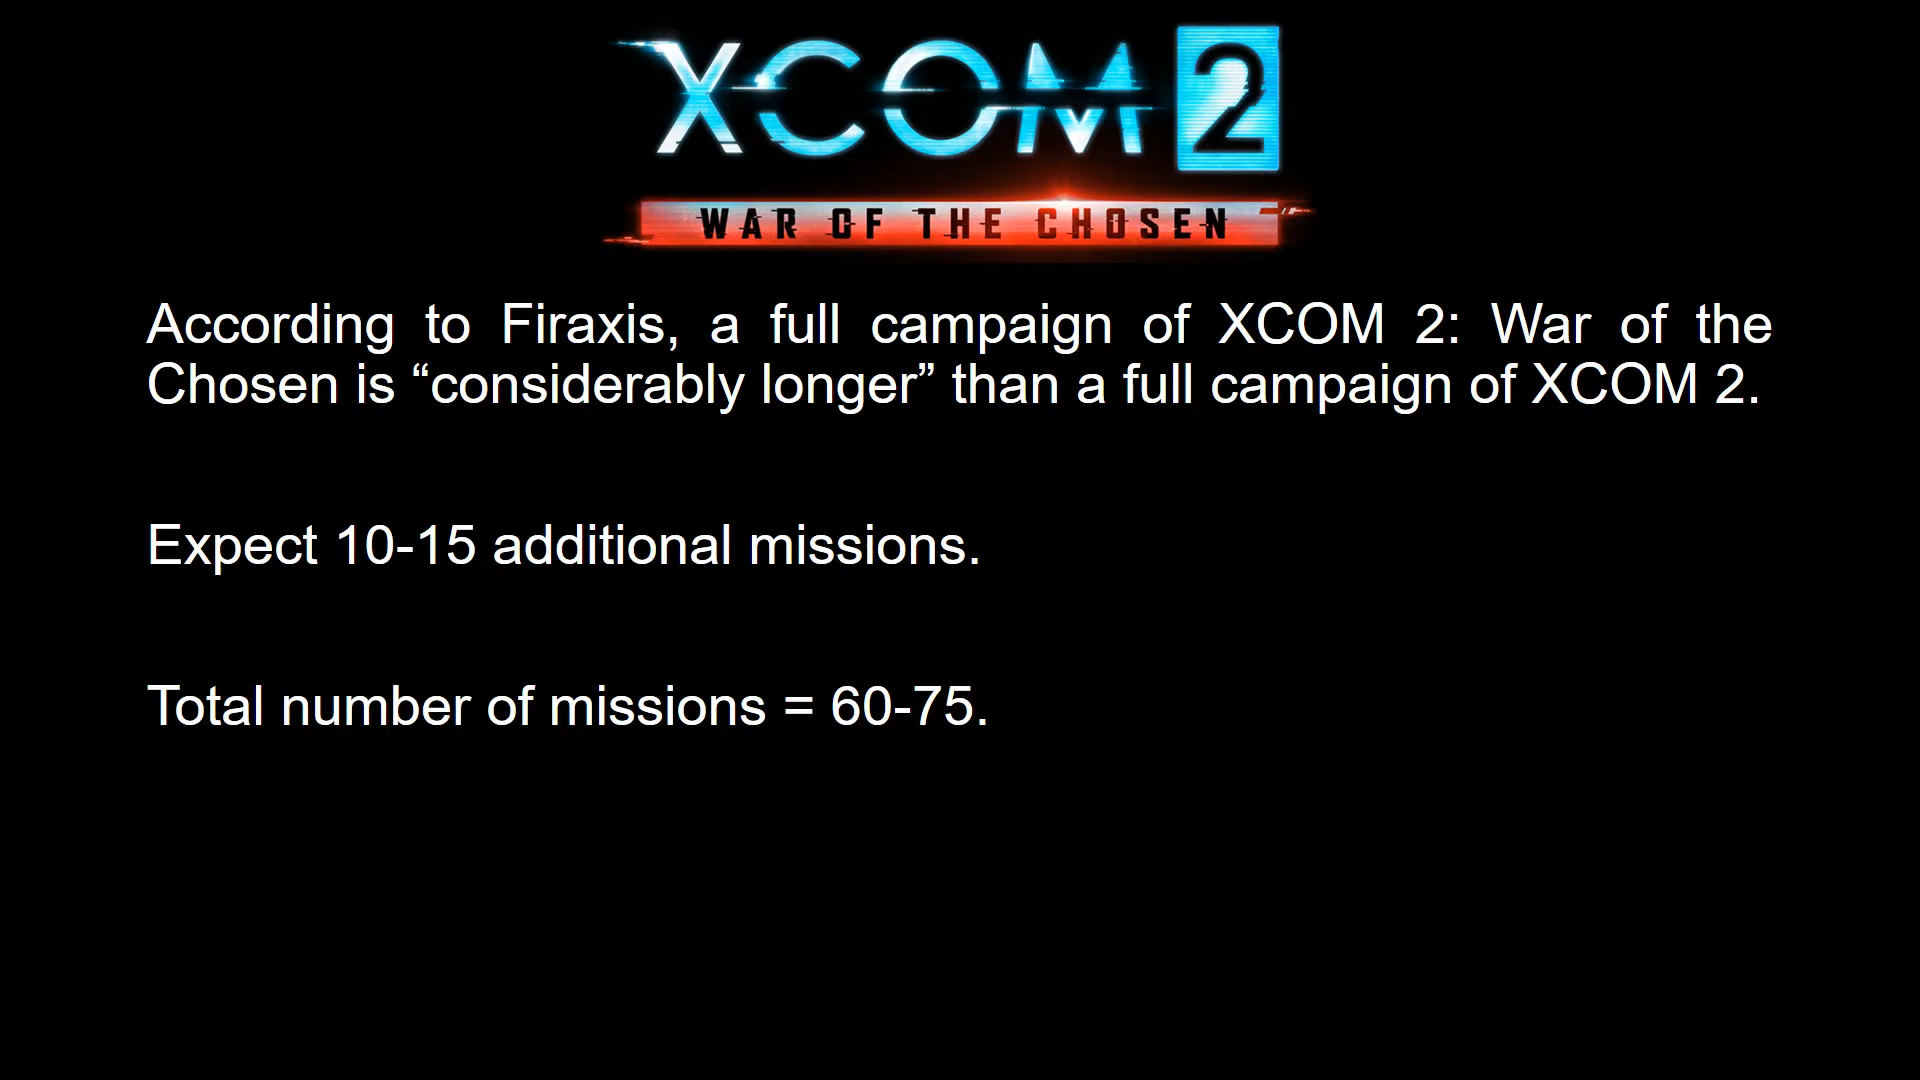 XCOM 2
WAR OF THE CHOSEN
According to Firaxis, a full campaign of XCOM 2: War of the
Chosen is “considerably longer” than a full campaign of XCOM 2.
Expect 10-15 additional missions.
Total number of missions = 60-75.